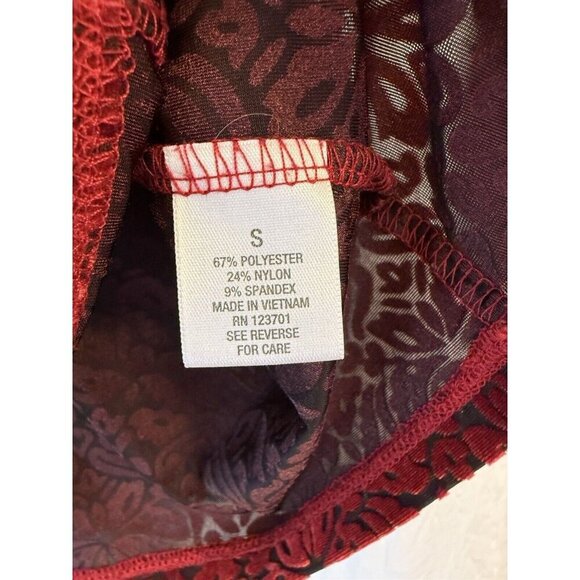 S
67% POLYESTER
24% NYLON
9% SPANDEX
MADE IN VIETNAM
RN 123701
SEE REVERSE
FOR CARE